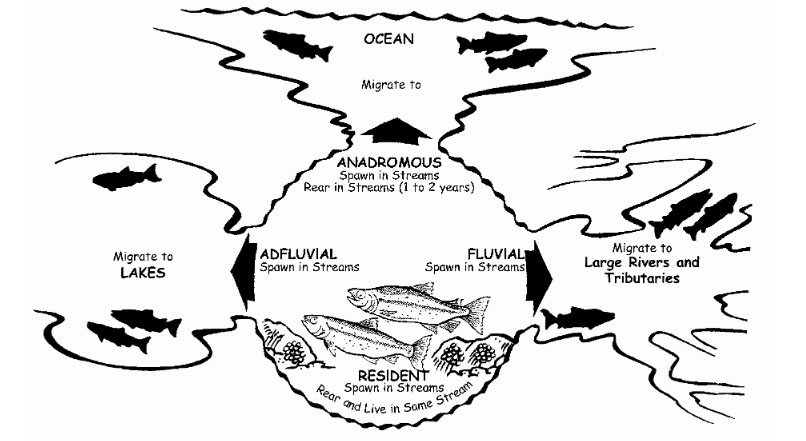 OCEAN
Migrate to
ANADROMOUS
Spawn in Streams
Rear in Streams (1 to 2 years)
Migrate to
LAKES
ADFLUVIAL
Spawn in Streams
FLUVIAL
Spawn in Streams
Migrate to
Large Rivers and
Tributaries
RESIDENT
Spawn in Streams
Rear and Live in Same Stream